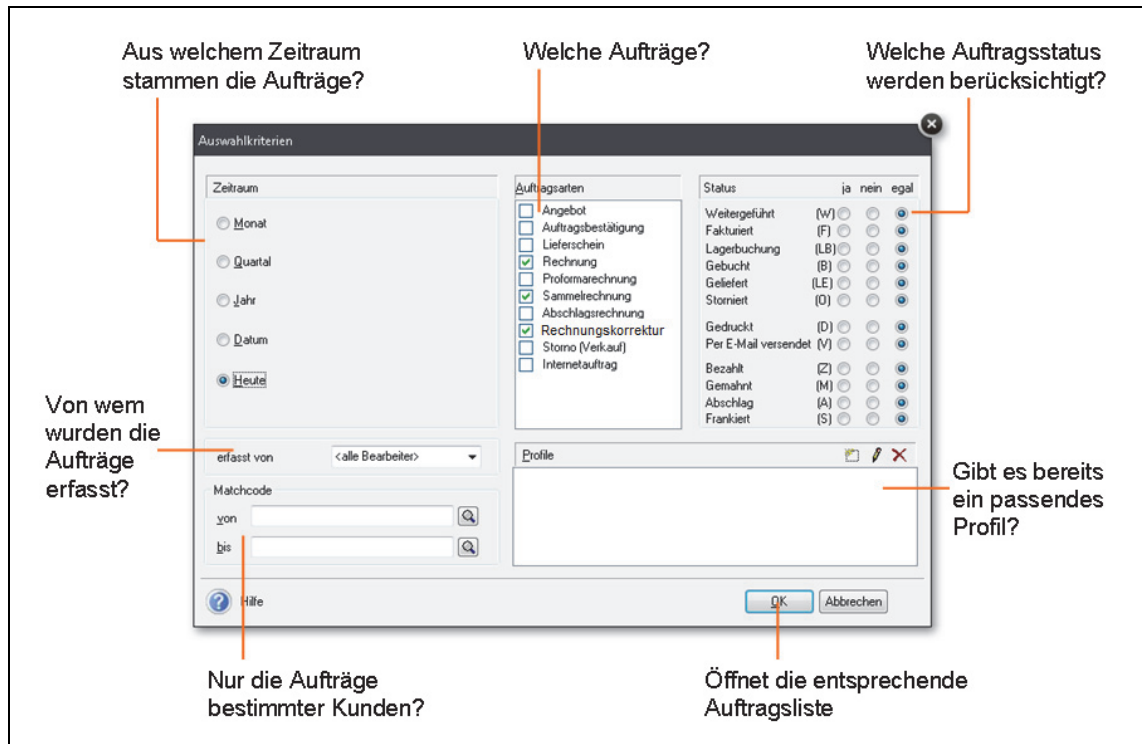 Aus welchem Zeitraum
stammen die Aufträge?
Welche Aufträge?
Welche Auftragsstatus
werden berücksichtigt?
Auswahlkriterien
Zeitraum
Monat
Quartal
Jahr
Datum
Heute
Auftragsarten
Angebot
Auftragsbestätigung
Lieferschein
Rechnung
Proformarechnung
Sammelrechnung
Abschlagsrechnung
Rechnungskorrektur
Storno (Verkauf)
Internetauftrag
Status ja nein egal
Weitergeführt (W)
Fakturiert (F)
Lagerbuchung (LB)
Gebucht (B)
Geliefert (LE)
Storniert (O)
Gedruckt (D)
Per E-Mail versendet (V)
Bezahlt (Z)
Gemahnt (M)
Abschlag (A)
Frankiert (S)
Von wem
wurden die
Aufträge
erfasst?
erfasst von <alle Bearbeiter>
Matchcode
von
bis
Profile
Gibt es bereits
ein passendes
Profil?
Hilfe
OK
Abbrechen
Nur die Aufträge
bestimmter Kunden?
Öffnet die entsprechende
Auftragsliste